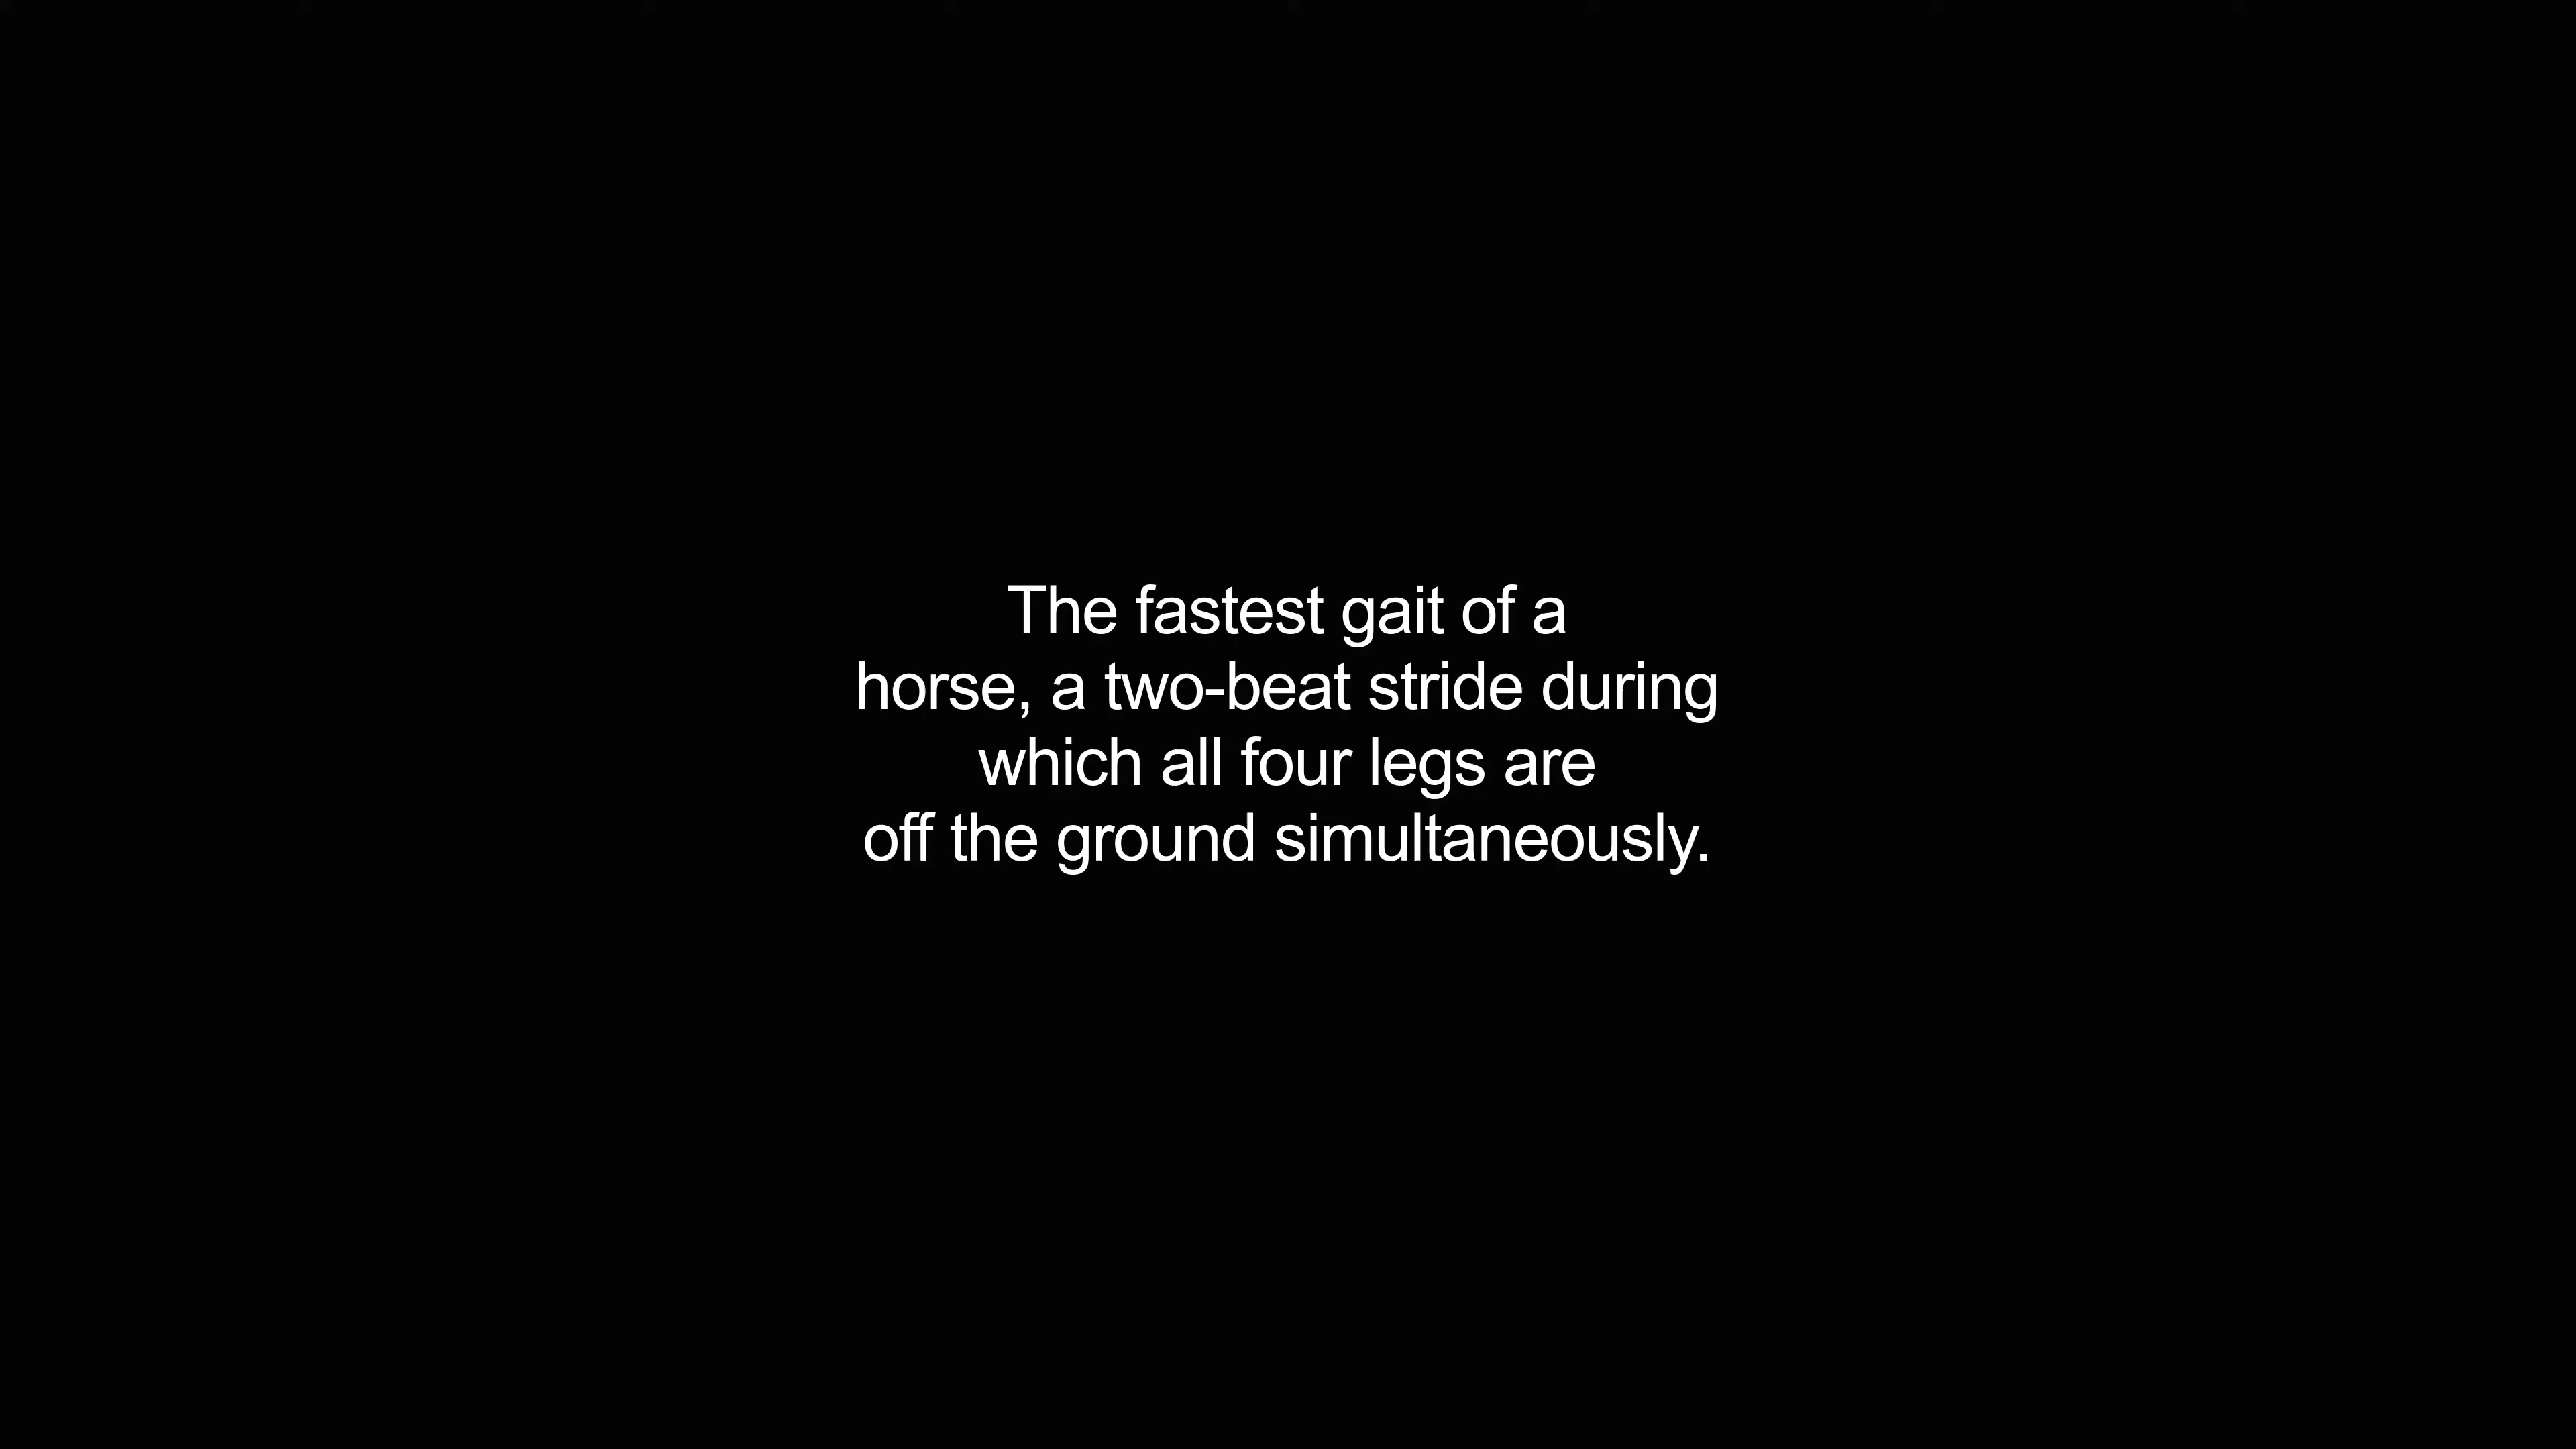 The fastest gait of a
horse, a two-beat stride during
which all four legs are
off the ground simultaneously.